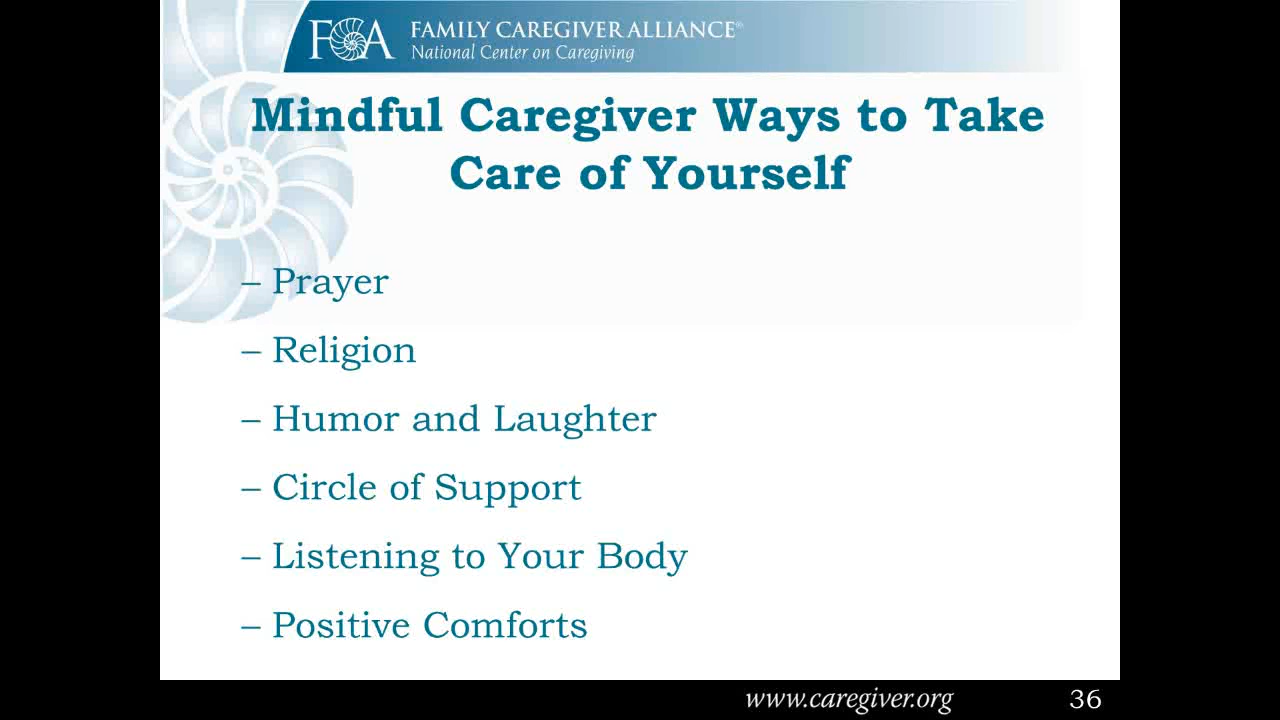 FCA FAMILY CAREGIVER ALLIANCE®
National Center on Caregiving
Mindful Caregiver Ways to Take
Care of Yourself
– Prayer
– Religion
– Humor and Laughter
– Circle of Support
– Listening to Your Body
– Positive Comforts
www.caregiver.org 36